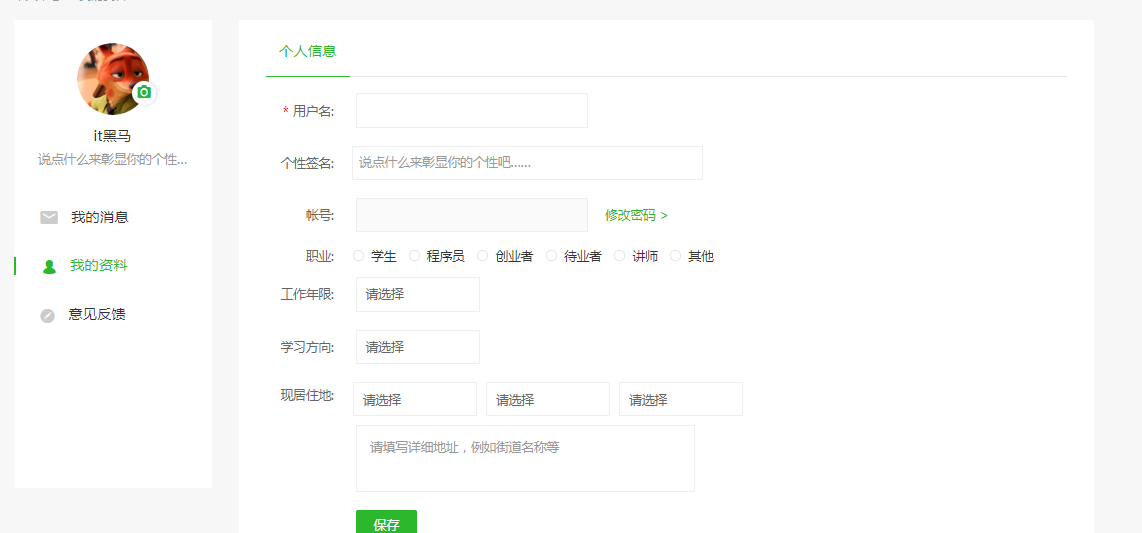 it黑马
说点什么来彰显你的个性...
我的消息
我的资料
意见反馈
个人信息
* 用户名:
个性签名: 说点什么来彰显你的个性吧......
帐号: 修改密码 >
职业: 学生 程序员 创业者 待业者 讲师 其他
工作年限: 请选择
学习方向: 请选择
现居住地: 请选择 请选择 请选择
请填写详细地址，例如街道名称等
保存